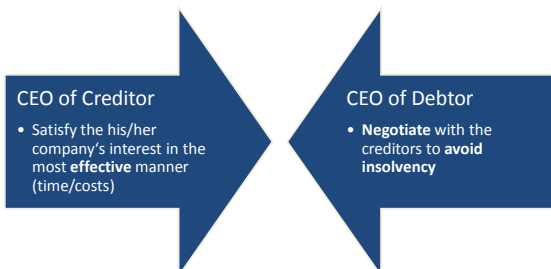 CEO of Creditor
• Satisfy the his/her
company‘s interest in the
most effective manner
(time/costs)
CEO of Debtor
• Negotiate with the
creditors to avoid
insolvency